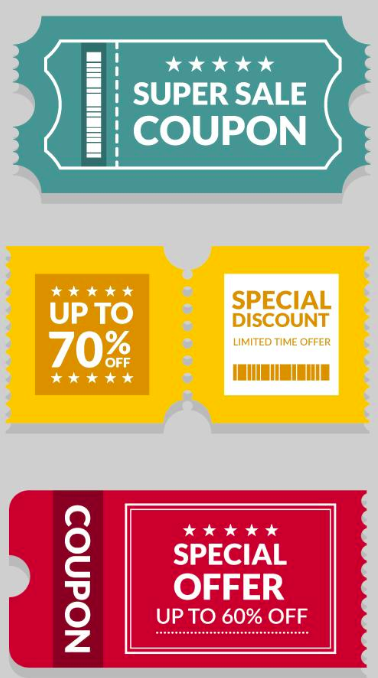 SUPER SALE
COUPON
UP TO
70%
OFF
SPECIAL
DISCOUNT
LIMITED TIME OFFER
COUPON
SPECIAL
OFFER
UP TO 60% OFF